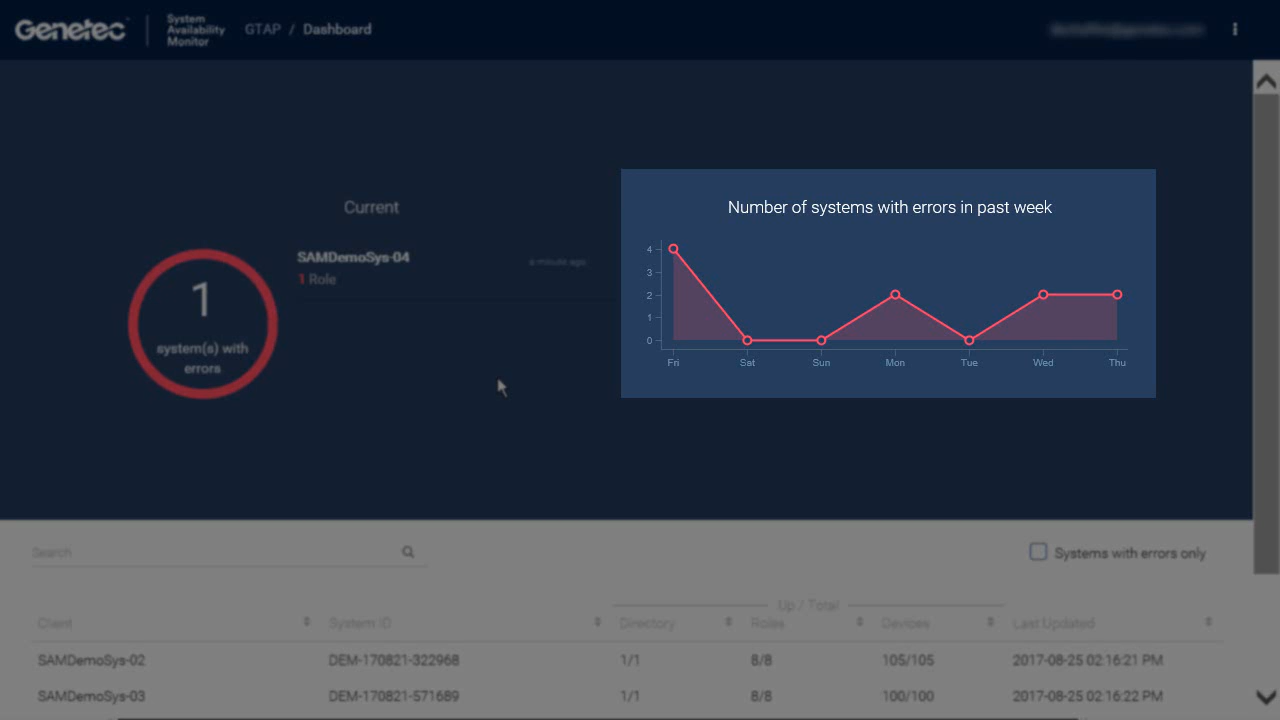 Genetec
System
Availability
Monitor
GTAP / Dashboard
Current
1
system(s) with
errors
SAMDemoSys-04
a minute ago
1 Role
Number of systems with errors in past week
4
3
2
1
0
Fri Sat Sun Mon Tue Wed Thu
Search
Systems with errors only
Up / Total
Client System ID Directory Roles Devices Last Updated
SAMDemoSys-02 DEM-170821-322968 1/1 8/8 105/105 2017-08-25 02:16:21 PM
SAMDemoSys-03 DEM-170821-571689 1/1 8/8 100/100 2017-08-25 02:16:22 PM